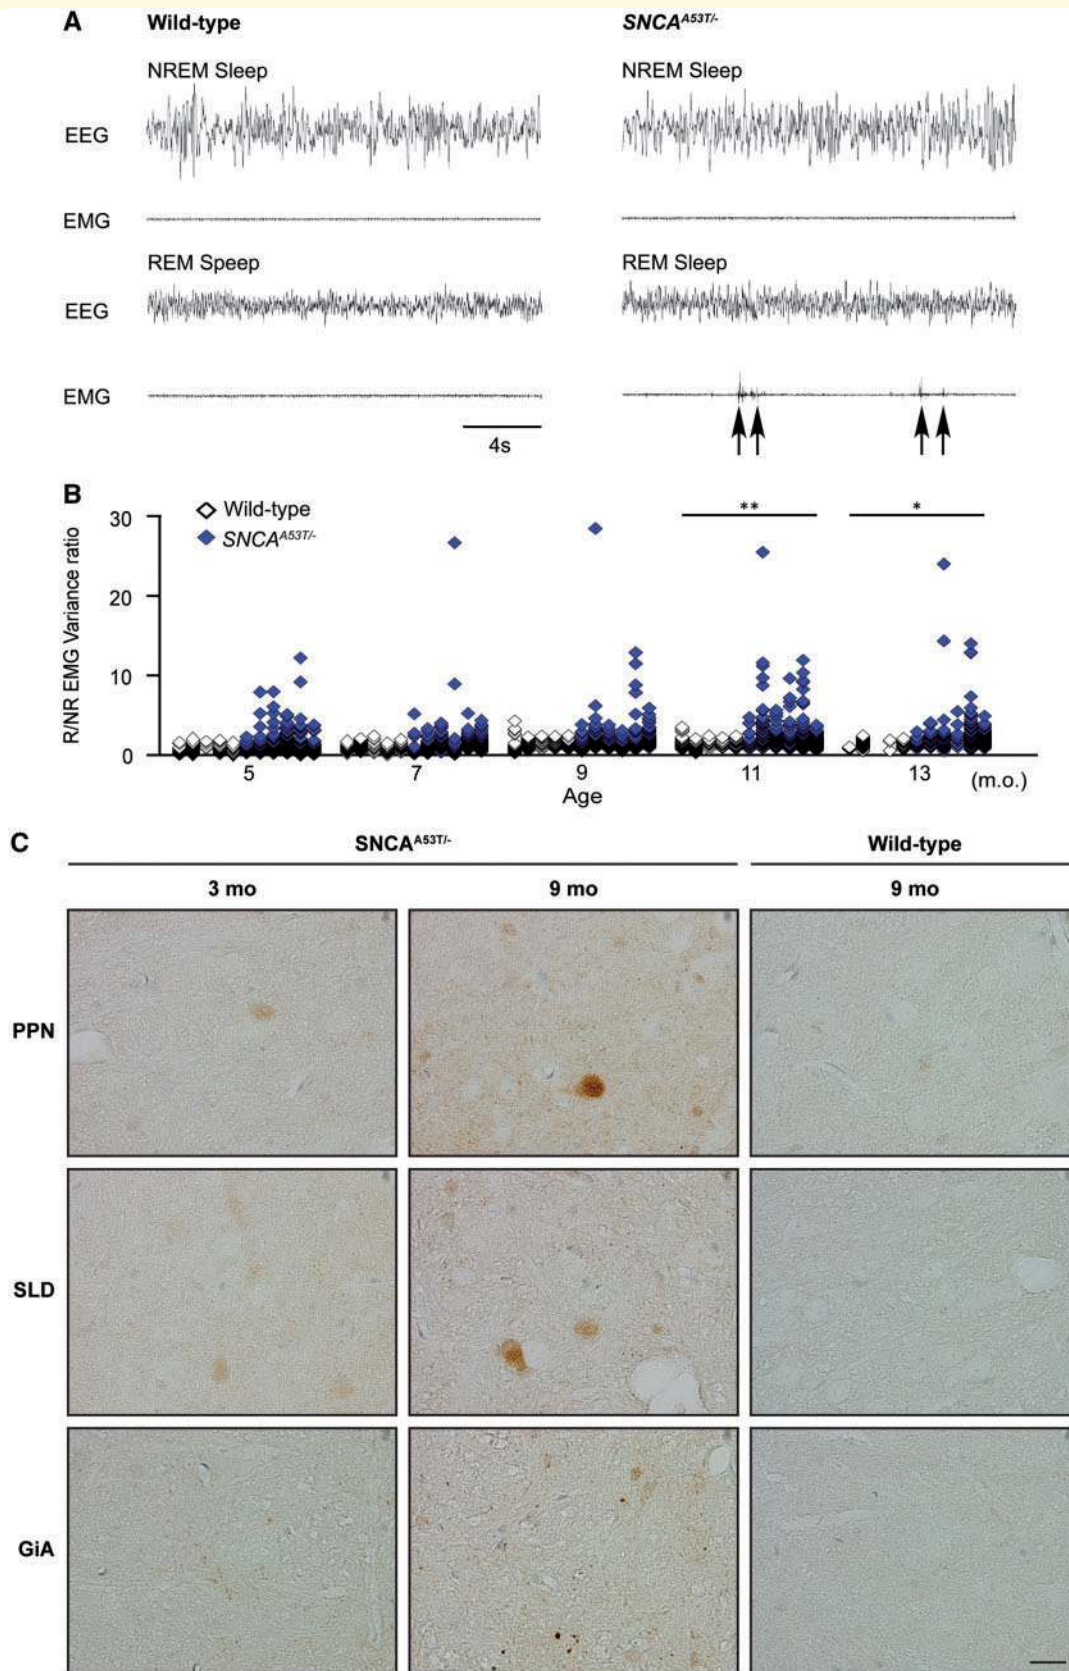 A
Wild-type
SNCA^A53T/-
NREM Sleep
NREM Sleep
EEG
EMG
REM Speep
REM Sleep
EEG
EMG
4s
B
Wild-type
SNCA^A53T/-
**
*
R/NR EMG Variance ratio
30
20
10
0
5
7
9
11
13
(m.o.)
Age
C
SNCA^A53T/-
Wild-type
3 mo
9 mo
9 mo
PPN
SLD
GiA